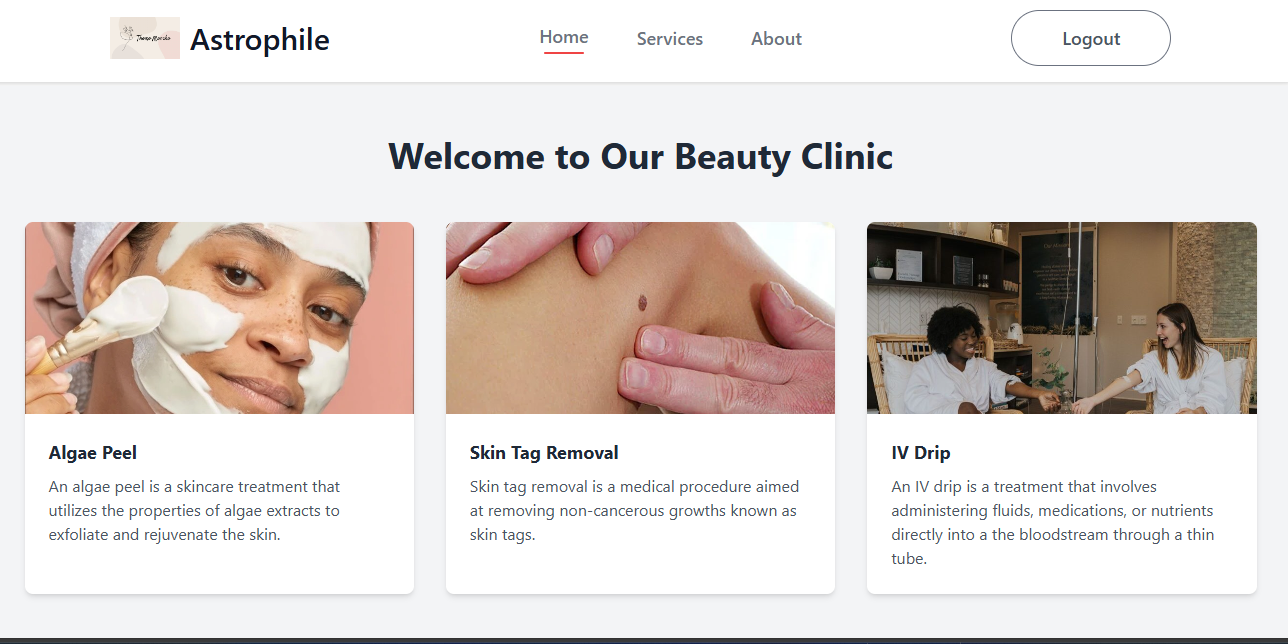 Astrophile
Home
Services
About
Logout
Welcome to Our Beauty Clinic
Algae Peel
An algae peel is a skincare treatment that
utilizes the properties of algae extracts to
exfoliate and rejuvenate the skin.
Skin Tag Removal
Skin tag removal is a medical procedure aimed
at removing non-cancerous growths known as
skin tags.
IV Drip
An IV drip is a treatment that involves
administering fluids, medications, or nutrients
directly into a the bloodstream through a thin
tube.